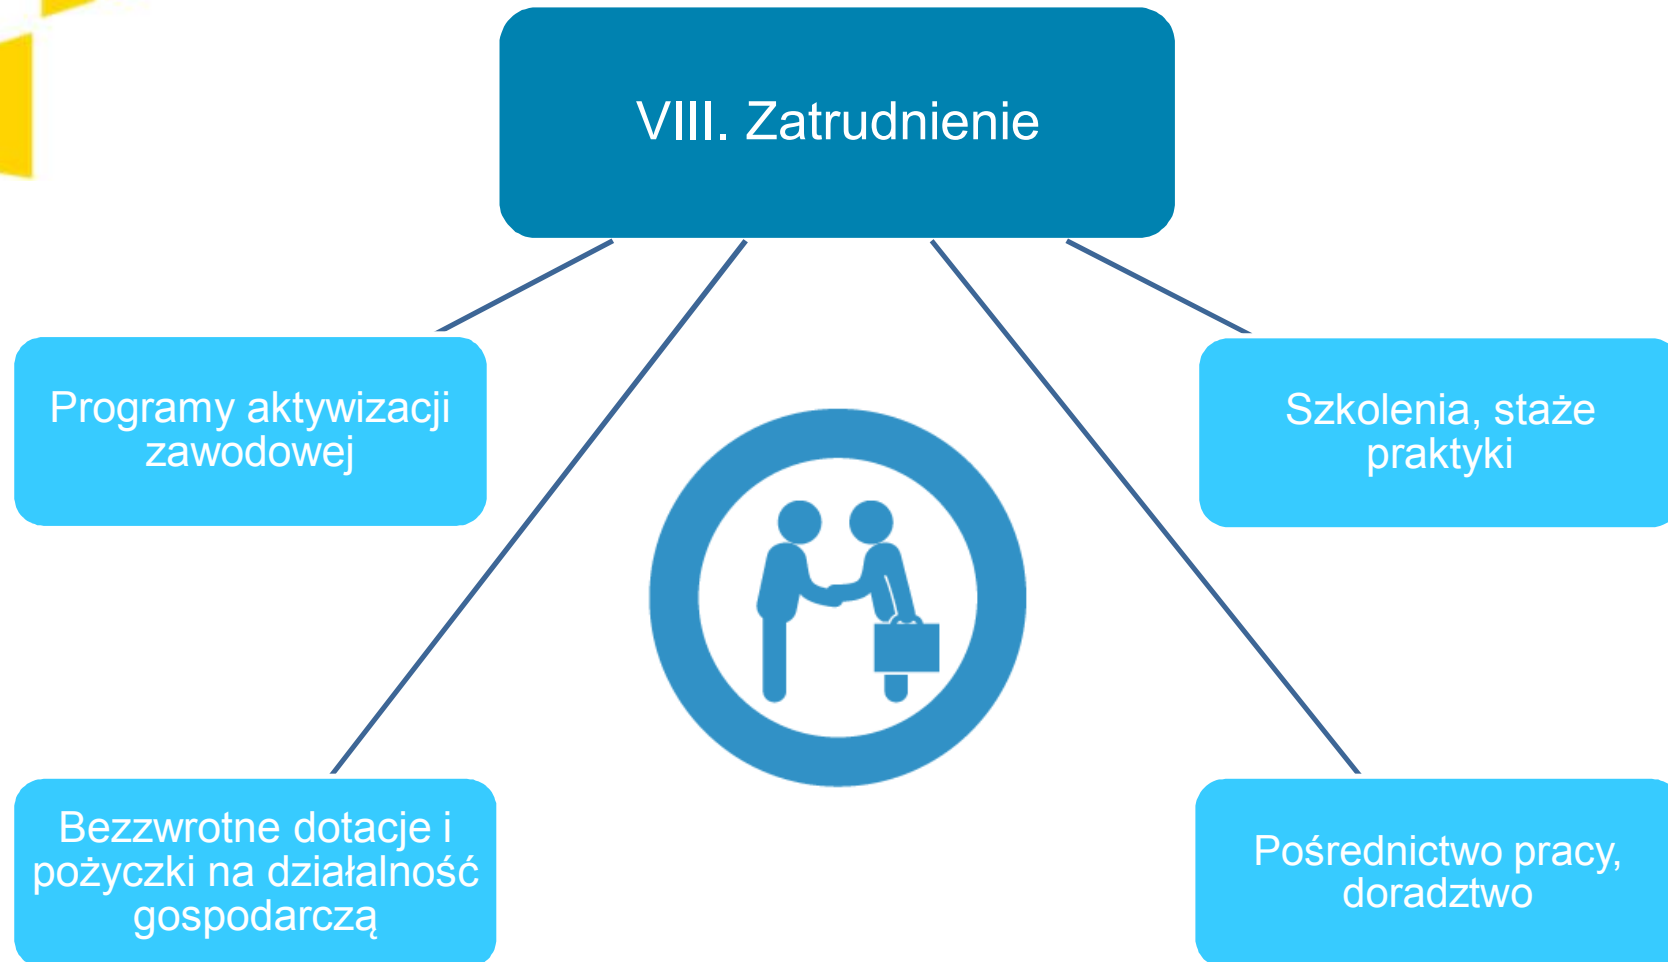 VIII. Zatrudnienie
Programy aktywizacji
zawodowej
Szkolenia, staże
praktyki
Bezzwrotne dotacje i
pożyczki na działalność
gospodarczą
Pośrednictwo pracy,
doradztwo